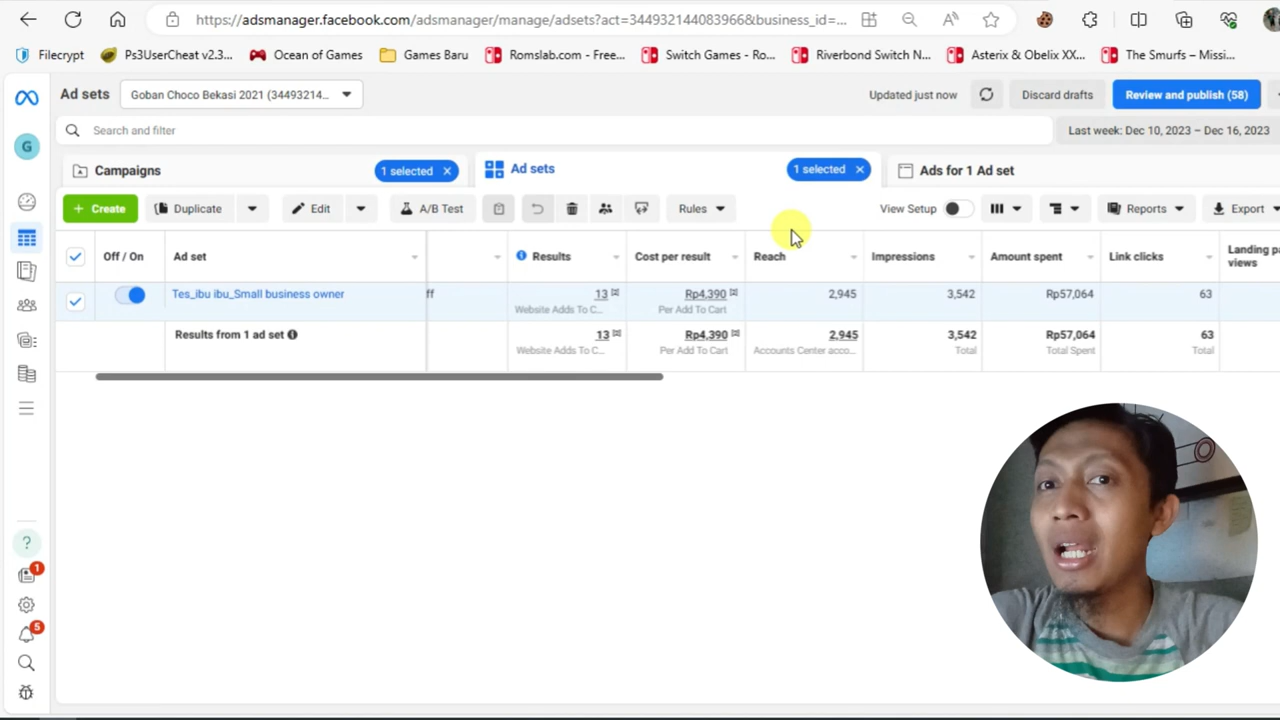 https://adsmanager.facebook.com/adsmanager/manage/adsets?act=344932144083966&business_id=...
Filecrypt
Ps3UserCheat v2.3...
Ocean of Games
Games Baru
Romslab.com - Free...
Switch Games - Ro...
Riverbond Switch N...
Asterix & Obelix XX...
The Smurfs – Missi...
Ad sets
Goban Choco Bekasi 2021 (34493214...
Updated just now
Discard drafts
Review and publish (58)
Search and filter
Last week: Dec 10, 2023 – Dec 16, 2023
Campaigns
1 selected
Ad sets
1 selected
Ads for 1 Ad set
+ Create
Duplicate
Edit
A/B Test
Rules
View Setup
Reports
Export
Off / On
Ad set
Results
Cost per result
Reach
Impressions
Amount spent
Link clicks
Landing pa
views
Tes_ibu ibu_Small business owner
ff
13 [2]
Website Adds To C...
Rp4,390 [2]
Per Add To Cart
2,945
3,542
Rp57,064
63
Results from 1 ad set
13 [2]
Website Adds To C...
Rp4,390 [2]
Per Add To Cart
2,945
Accounts Center acco...
3,542
Total
Rp57,064
Total Spent
63
Total
G
?
1
5